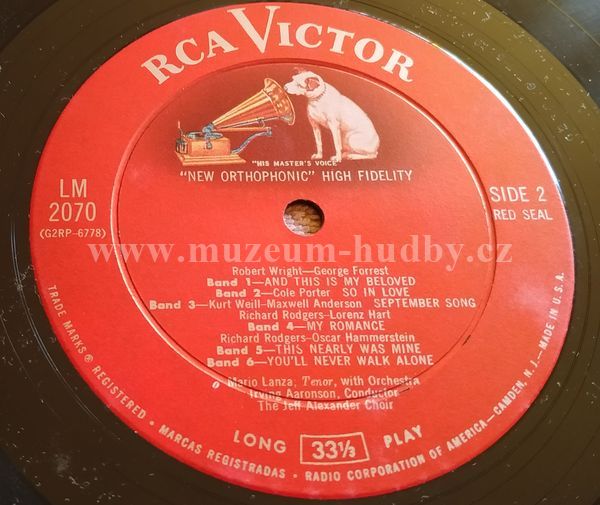 RCA VICTOR
"HIS MASTER'S VOICE"
"NEW ORTHOPHONIC" HIGH FIDELITY
LM
2070
(G2RP-6778)
SIDE 2
RED SEAL
www.muzeum-hudby.cz
Robert Wright—George Forrest
Band 1—AND THIS IS MY BELOVED
Band 2—Cole Porter SO IN LOVE
Band 3—Kurt Weill-Maxwell Anderson SEPTEMBER SONG
Richard Rodgers-Lorenz Hart
Band 4—MY ROMANCE
Richard Rodgers-Oscar Hammerstein
Band 5—THIS NEARLY WAS MINE
Band 6—YOU'LL NEVER WALK ALONE
Mario Lanza, Tenor, with Orchestra
Irving Aaronson, Conductor
The Jeff Alexander Choir
LONG 33⅓ PLAY
TRADE MARKS ® REGISTERED • MARCAS REGISTRADAS • RADIO CORPORATION OF AMERICA—CAMDEN, N.J.—MADE IN U.S.A.